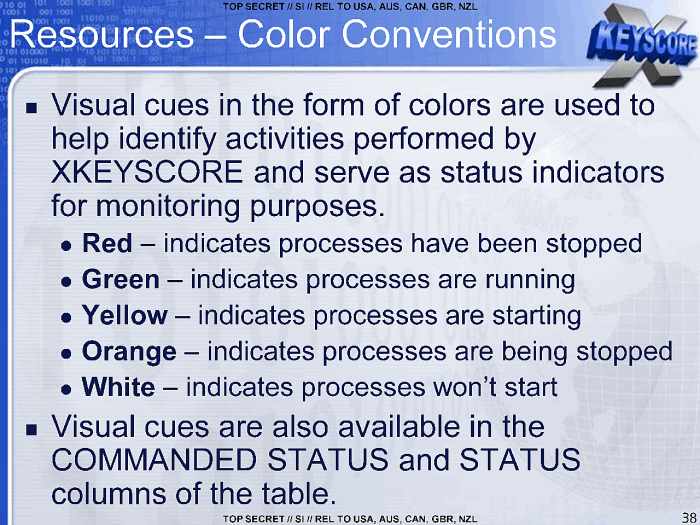 TOP SECRET // SI // REL TO USA, AUS, CAN, GBR, NZL
Resources – Color Conventions
XKEYSCORE
■ Visual cues in the form of colors are used to
help identify activities performed by
XKEYSCORE and serve as status indicators
for monitoring purposes.
● Red – indicates processes have been stopped
● Green – indicates processes are running
● Yellow – indicates processes are starting
● Orange – indicates processes are being stopped
● White – indicates processes won’t start
■ Visual cues are also available in the
COMMANDED STATUS and STATUS
columns of the table.
TOP SECRET // SI // REL TO USA, AUS, CAN, GBR, NZL
38